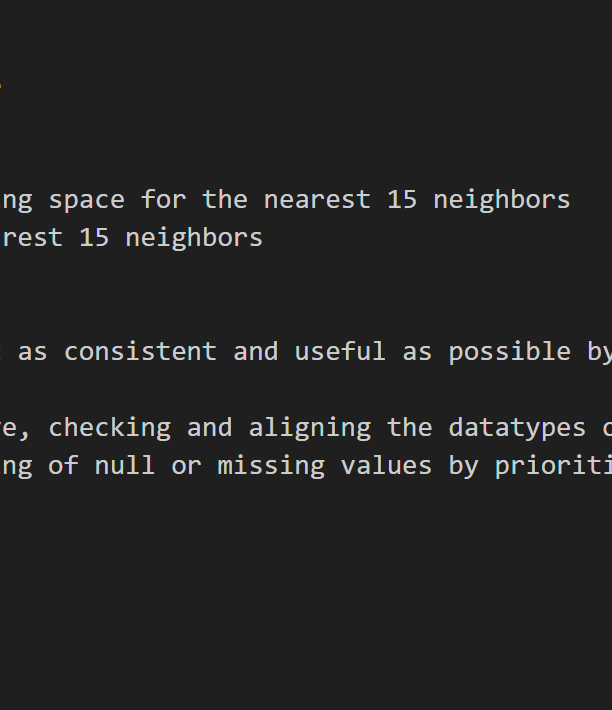 ng space for the nearest 15 neighbors
rest 15 neighbors
as consistent and useful as possible by
e, checking and aligning the datatypes
ng of null or missing values by prioriti